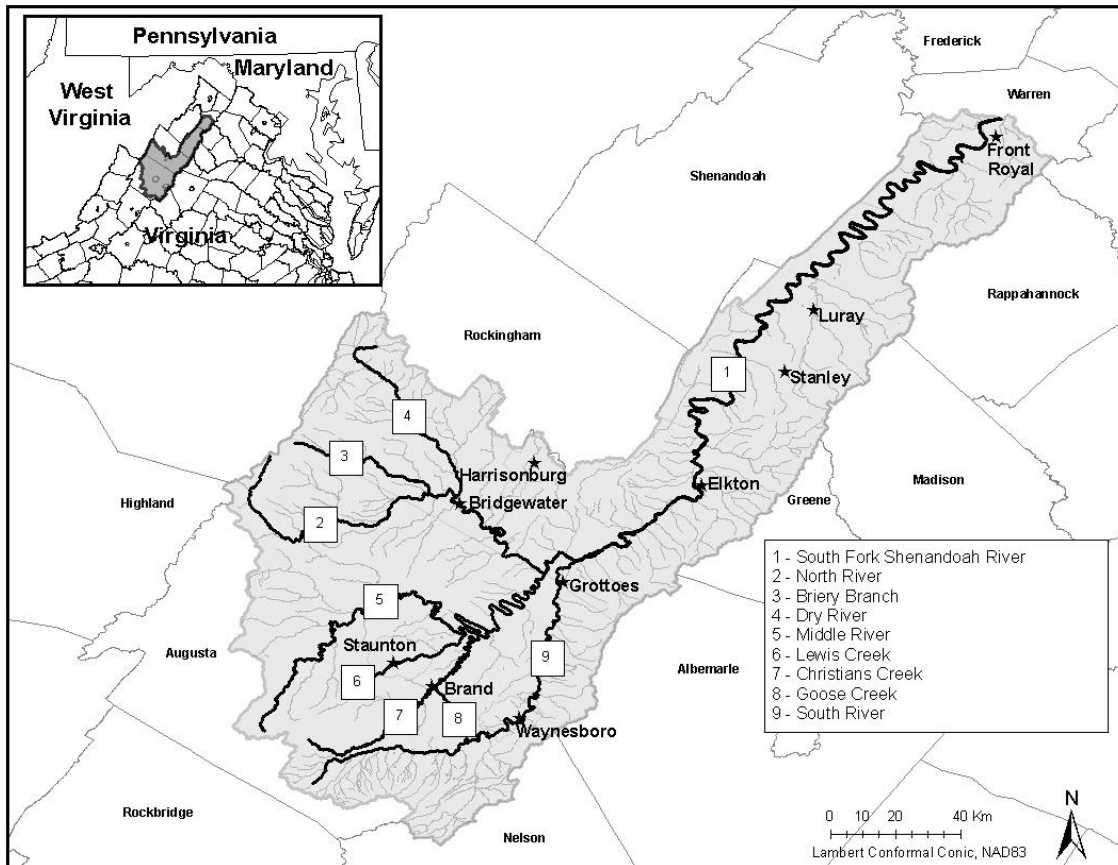 Pennsylvania
Maryland
West
Virginia
Virginia
Frederick
Warren
Front
Royal
Shenandoah
Rappahannock
Luray
Rockingham
1
Stanley
4
3
Harrisonburg
Elkton
Madison
Highland
Bridgewater
Greene
2
1 - South Fork Shenandoah River
2 - North River
3 - Briery Branch
4 - Dry River
5 - Middle River
6 - Lewis Creek
7 - Christians Creek
8 - Goose Creek
9 - South River
Grottoes
5
Staunton
Augusta
9
Albemarle
6
Brand
7
8
Waynesboro
Rockbridge
Nelson
0 10 20 40 Km
Lambert Conformal Conic, NAD83
N